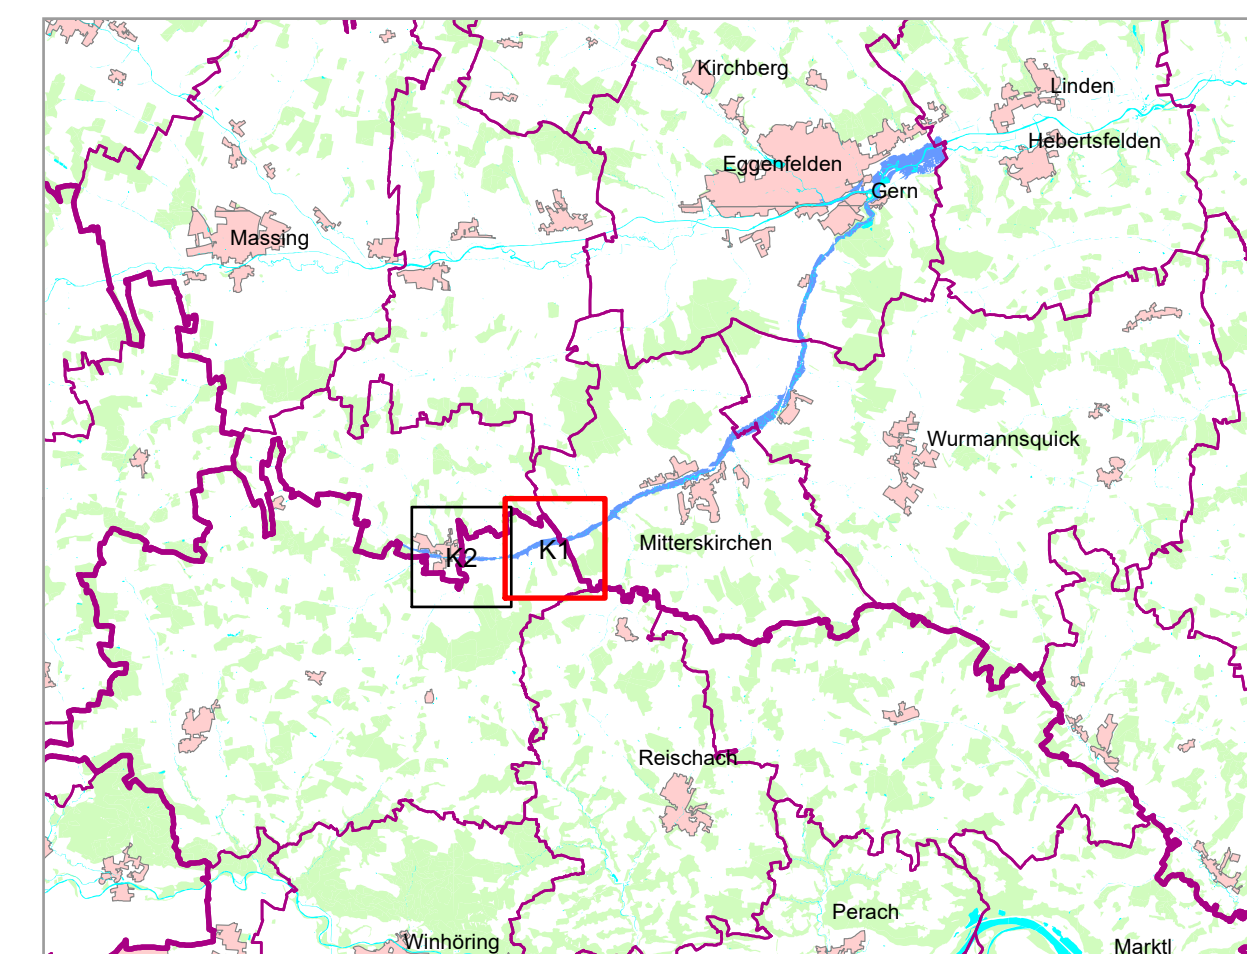 Kirchberg
Linden
Hebertsfelden
Eggenfelden
Gern
Massing
Wurmannsquick
K2
K1
Mitterskirchen
Reischach
Perach
Winhöring
Marktl